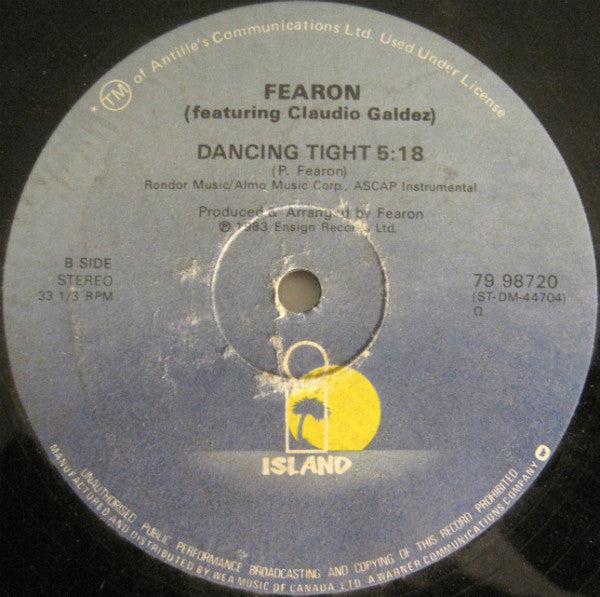 * TM of Antille's Communications Ltd. Used Under License
FEARON
(featuring Claudio Galdez)
DANCING TIGHT 5:18
(P. Fearon)
Rondor Music/Almo Music Corp., ASCAP Instrumental
Produced & Arranged by Fearon
℗ 1983 Ensign Records Ltd.
B SIDE
STEREO
33 1/3 RPM
79 98720
(ST-DM-44704)
Ω
ISLAND
UNAUTHORISED PUBLIC PERFORMANCE BROADCASTING AND COPYING OF THIS RECORD PROHIBITED
MANUFACTURED AND DISTRIBUTED BY WEA MUSIC OF CANADA, LTD. A WARNER COMMUNICATIONS COMPANY